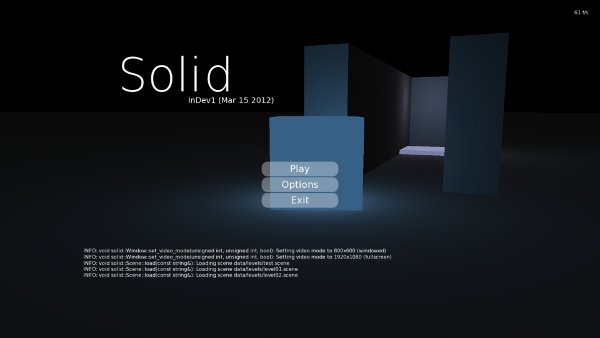 61 f/s
Solid
InDev1 (Mar 15 2012)
Play
Options
Exit
INFO: void solid::Window::set_video_mode(unsigned int, unsigned int, bool): Setting video mode to 800x600 (windowed)
INFO: void solid::Window::set_video_mode(unsigned int, unsigned int, bool): Setting video mode to 1920x1080 (fullscreen)
INFO: void solid::Scene::load(const string&): Loading scene data/levels/test.scene
INFO: void solid::Scene::load(const string&): Loading scene data/levels/level01.scene
INFO: void solid::Scene::load(const string&): Loading scene data/levels/level02.scene